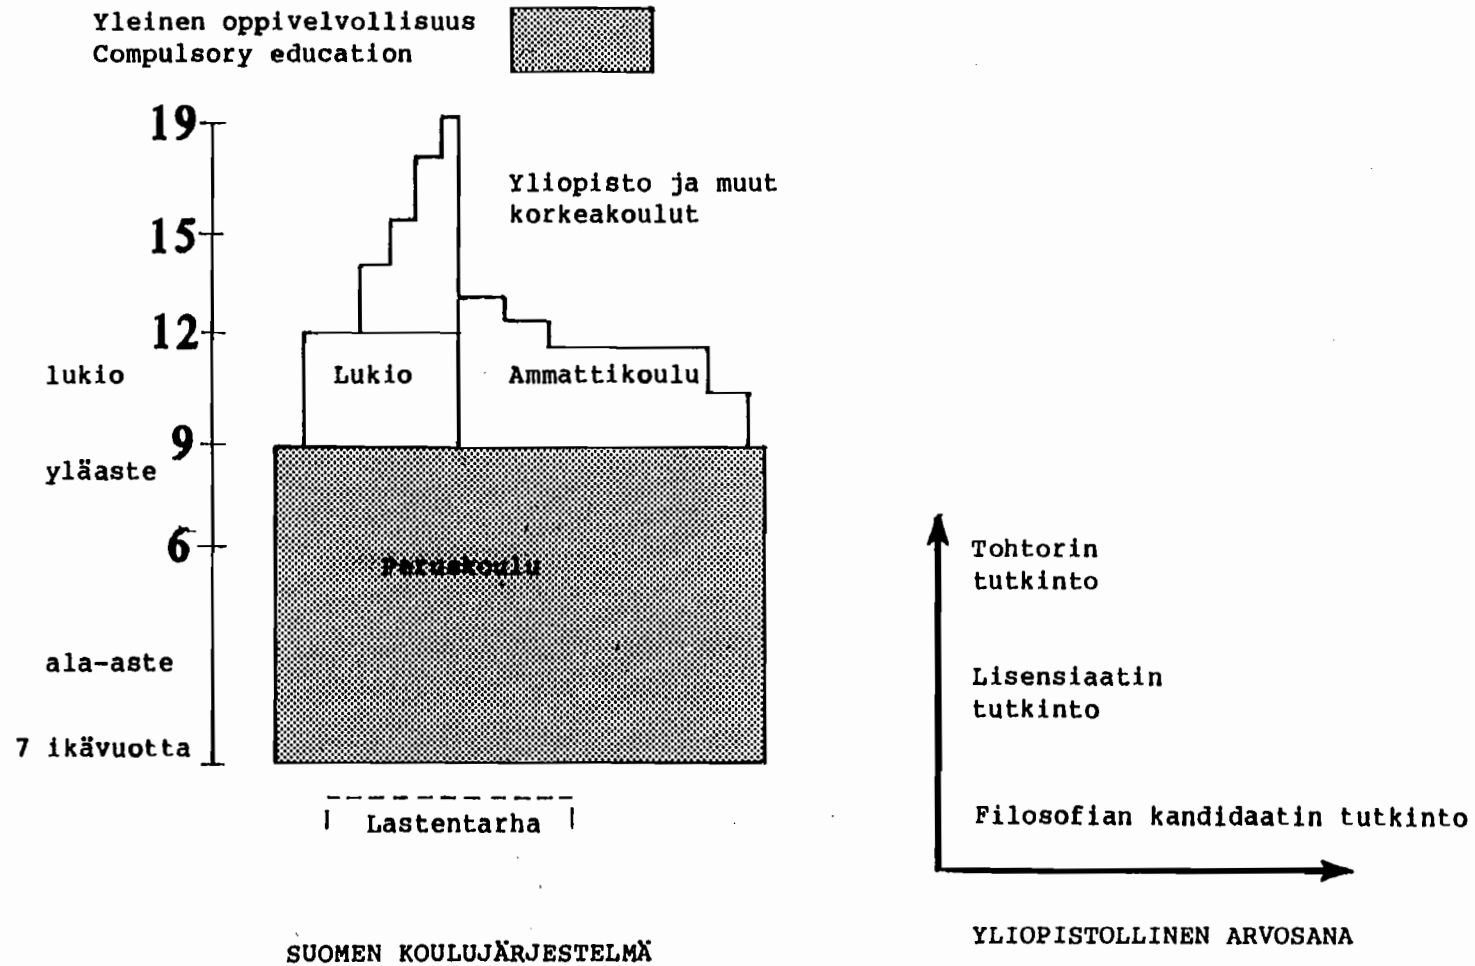 Yleinen oppivelvollisuus
Compulsory education
19
Yliopisto ja muut
korkeakoulut
15
12
lukio
Lukio
Ammattikoulu
9
yläaste
6
Peruskoulu
ala-aste
7 ikävuotta
Lastentarha
SUOMEN KOULUJÄRJESTELMÄ
Tohtorin
tutkinto
Lisensiaatin
tutkinto
Filosofian kandidaatin tutkinto
YLIOPISTOLLINEN ARVOSANA